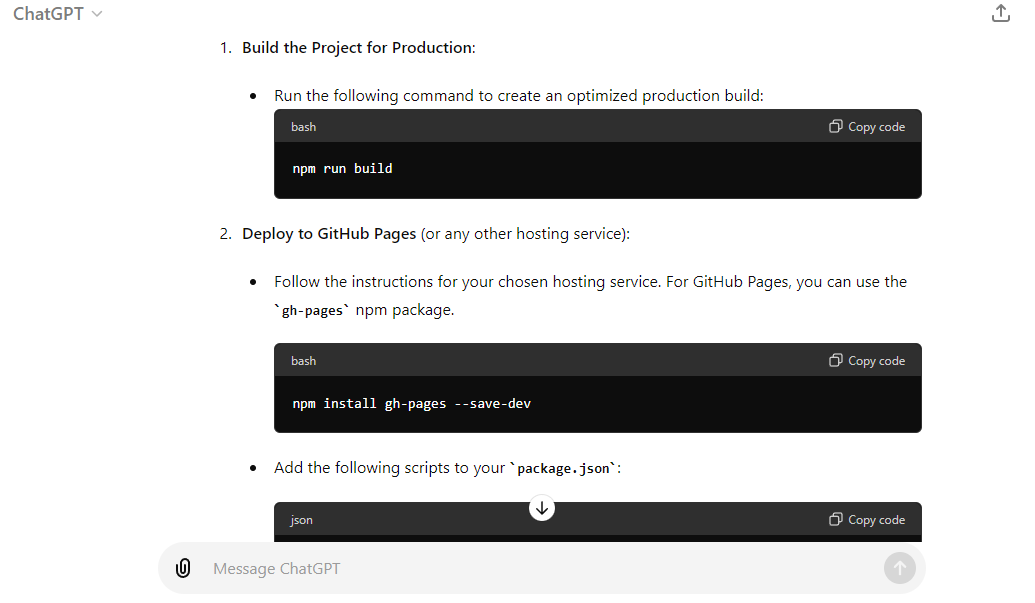 ChatGPT
1. Build the Project for Production:
• Run the following command to create an optimized production build:
bash Copy code
npm run build
2. Deploy to GitHub Pages (or any other hosting service):
• Follow the instructions for your chosen hosting service. For GitHub Pages, you can use the
`gh-pages` npm package.
bash Copy code
npm install gh-pages --save-dev
• Add the following scripts to your `package.json`:
json Copy code
Message ChatGPT